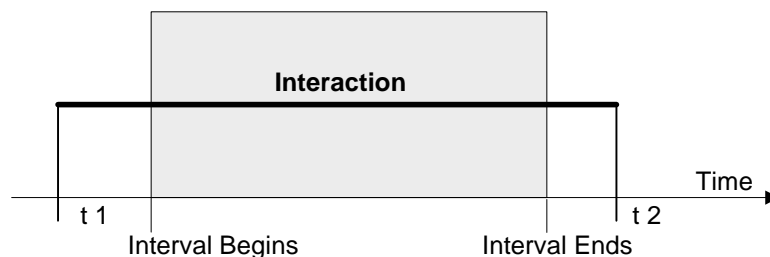 Interaction
Time
t 1
t 2
Interval Begins
Interval Ends